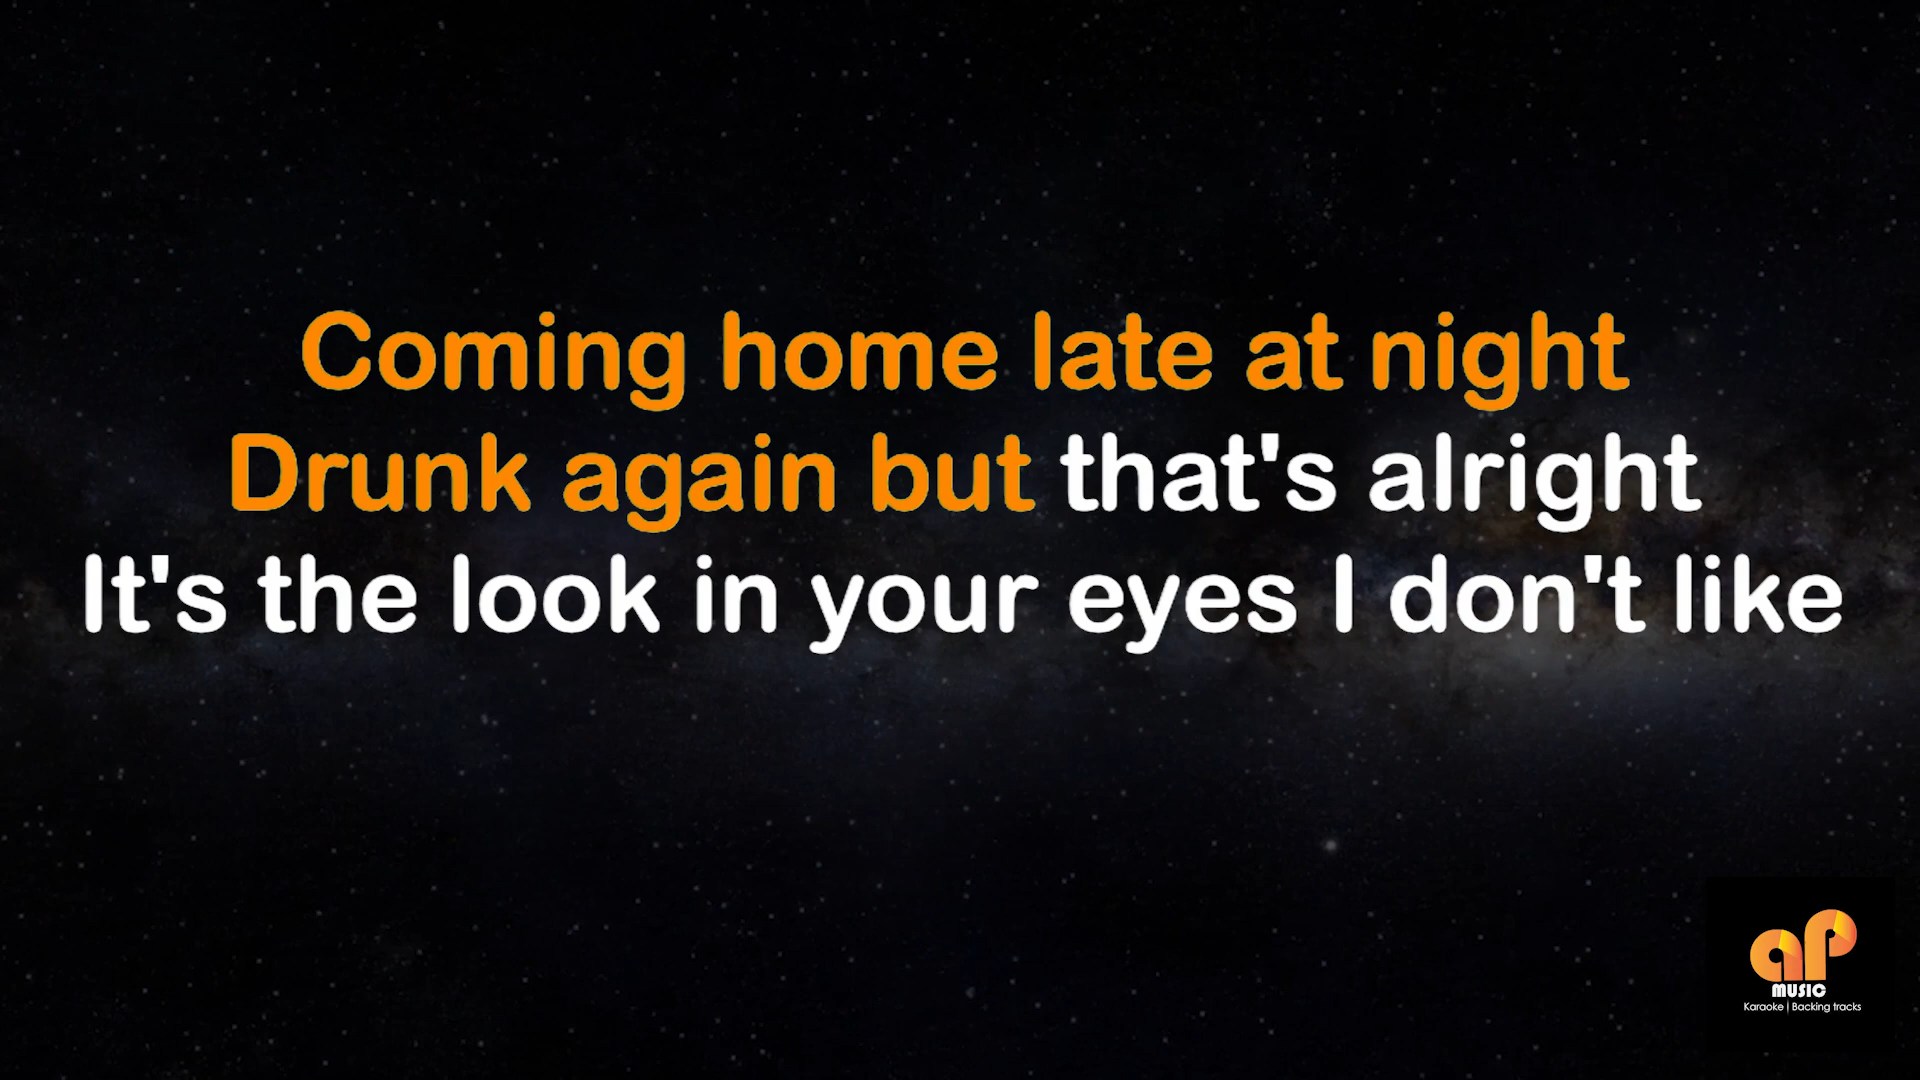 Coming home late at night
Drunk again but that's alright
It's the look in your eyes I don't like
aP
MUSIC
Karaoke | Backing tracks